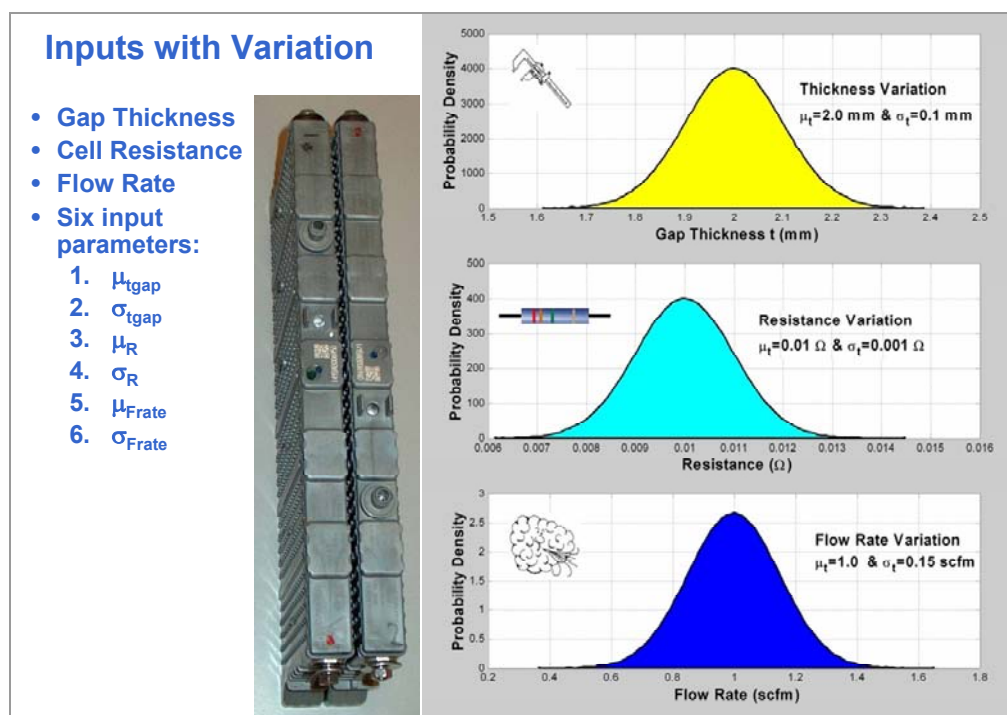 Inputs with Variation
• Gap Thickness
• Cell Resistance
• Flow Rate
• Six input
parameters:
1. μtgap
2. σtgap
3. μR
4. σR
5. μFrate
6. σFrate
Probability Density
5000
4000
3000
2000
1000
0
Thickness Variation
μt=2.0 mm & σt=0.1 mm
1.5 1.6 1.7 1.8 1.9 2 2.1 2.2 2.3 2.4 2.5
Gap Thickness t (mm)
Probability Density
500
400
300
200
100
0
Resistance Variation
μt=0.01 Ω & σt=0.001 Ω
0.006 0.007 0.008 0.009 0.01 0.011 0.012 0.013 0.014 0.015 0.016
Resistance (Ω)
Probability Density
3
2.5
2
1.5
1
0.5
0
Flow Rate Variation
μt=1.0 & σt=0.15 scfm
0.2 0.4 0.6 0.8 1 1.2 1.4 1.6 1.8
Flow Rate (scfm)